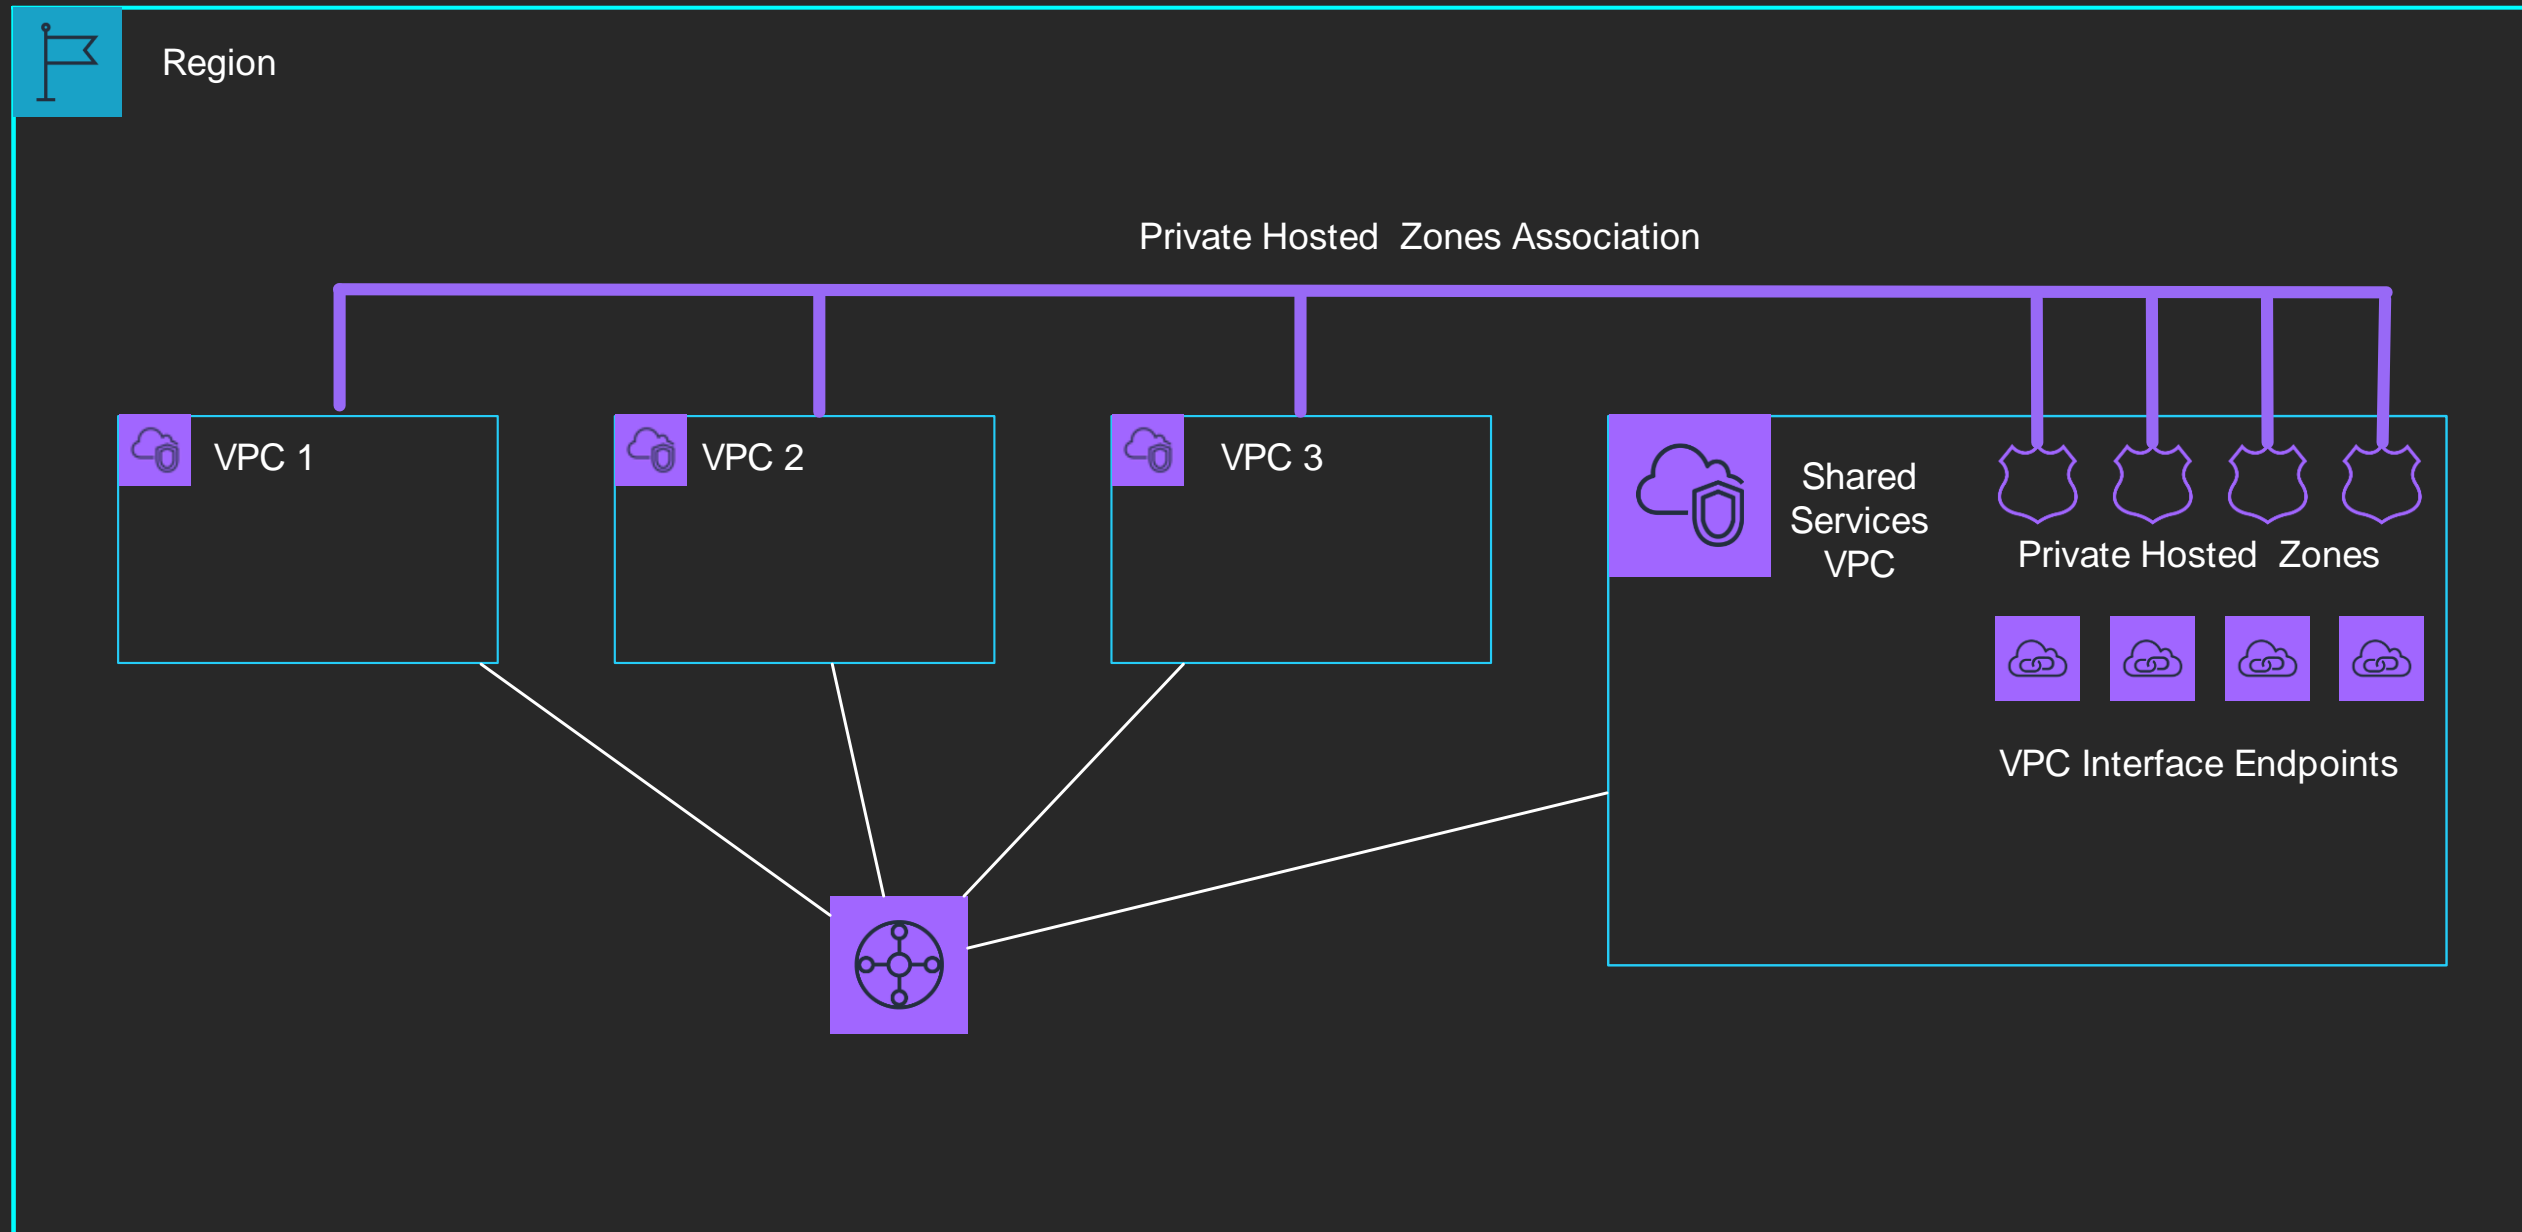 Region
Private Hosted  Zones Association
VPC 1
VPC 2
VPC 3
Shared
Services
VPC
Private Hosted  Zones
VPC Interface Endpoints